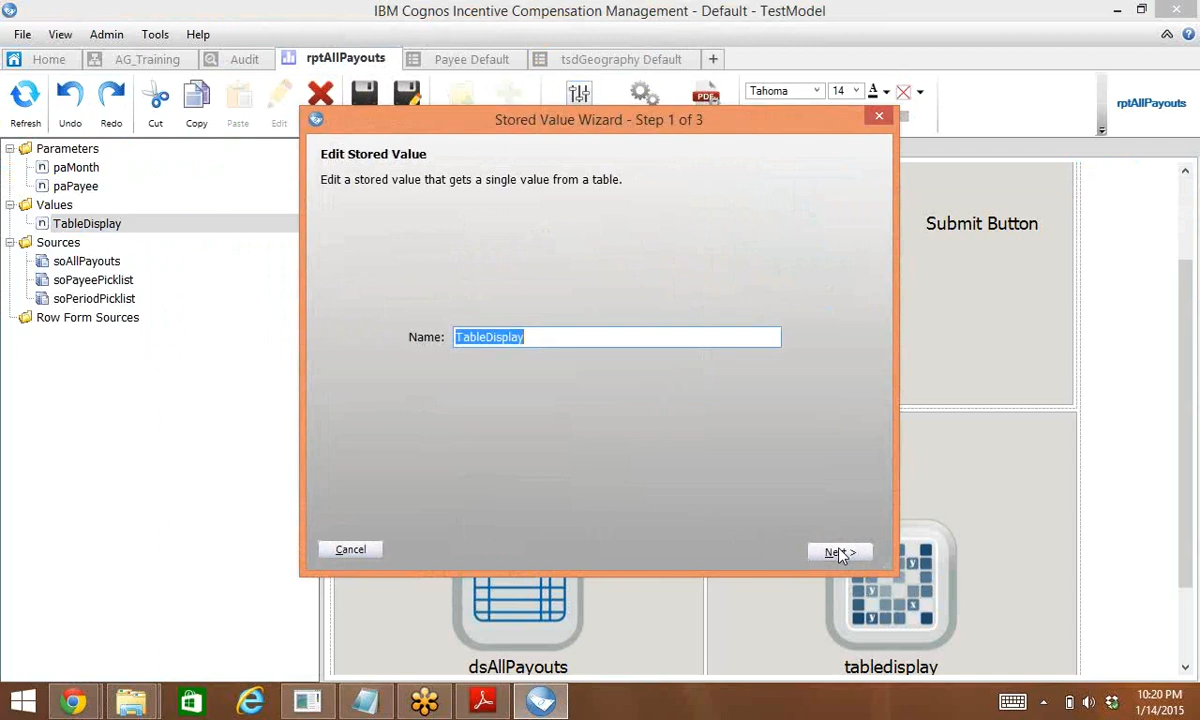 IBM Cognos Incentive Compensation Management - Default - TestModel
File View Admin Tools Help
Home AG_Training Audit rptAllPayouts Payee Default tsdGeography Default +
Tahoma 14 A
PDF
Refresh Undo Redo Cut Copy Paste Edit
rptAllPayouts
Stored Value Wizard - Step 1 of 3
Edit Stored Value
Edit a stored value that gets a single value from a table.
Name: TableDisplay
Cancel
Next >
Parameters
paMonth
paPayee
Values
TableDisplay
Sources
soAllPayouts
soPayeePicklist
soPeriodPicklist
Row Form Sources
Submit Button
y
y x
dsAllPayouts
tabledisplay
10:20 PM
1/14/2015